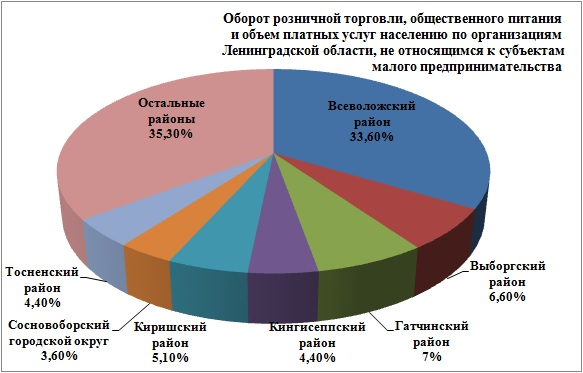 Оборот розничной торговли, общественного питания
и объем платных услуг населению по организациям
Ленинградской области, не относящимся к субъектам
малого предпринимательства
Остальные
районы
35,30%
Всеволожский
район
33,60%
Выборгский
район
6,60%
Гатчинский
район
7%
Кингисеппский
район
4,40%
Киришский
район
5,10%
Сосновоборский
городской округ
3,60%
Тосненский
район
4,40%